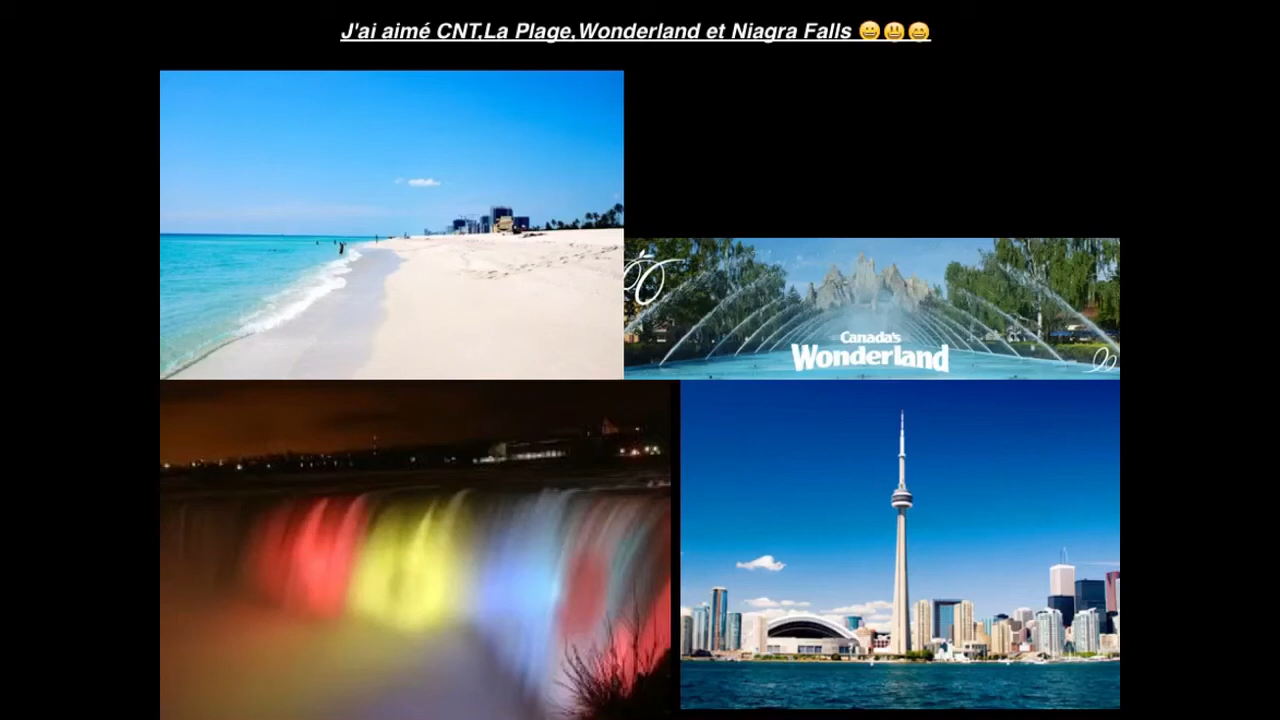 J'ai aimé CNT,La Plage,Wonderland et Niagra Falls 😀😃😄
Canada's
Wonderland